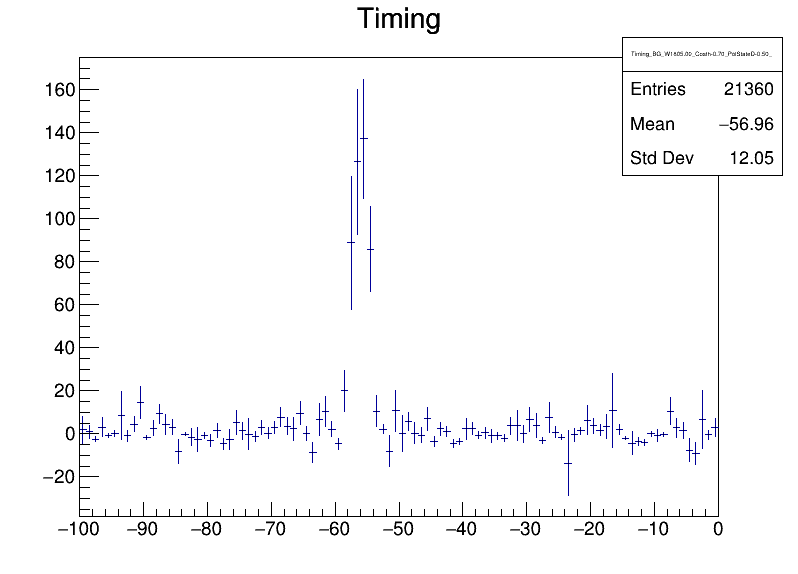 Timing
Timing_BG_W1605.00_Costh-0.70_PolStateD-0.50_
Entries 21360
Mean −56.96
Std Dev 12.05
160
140
120
100
80
60
40
20
0
−20
−100 −90 −80 −70 −60 −50 −40 −30 −20 −10 0